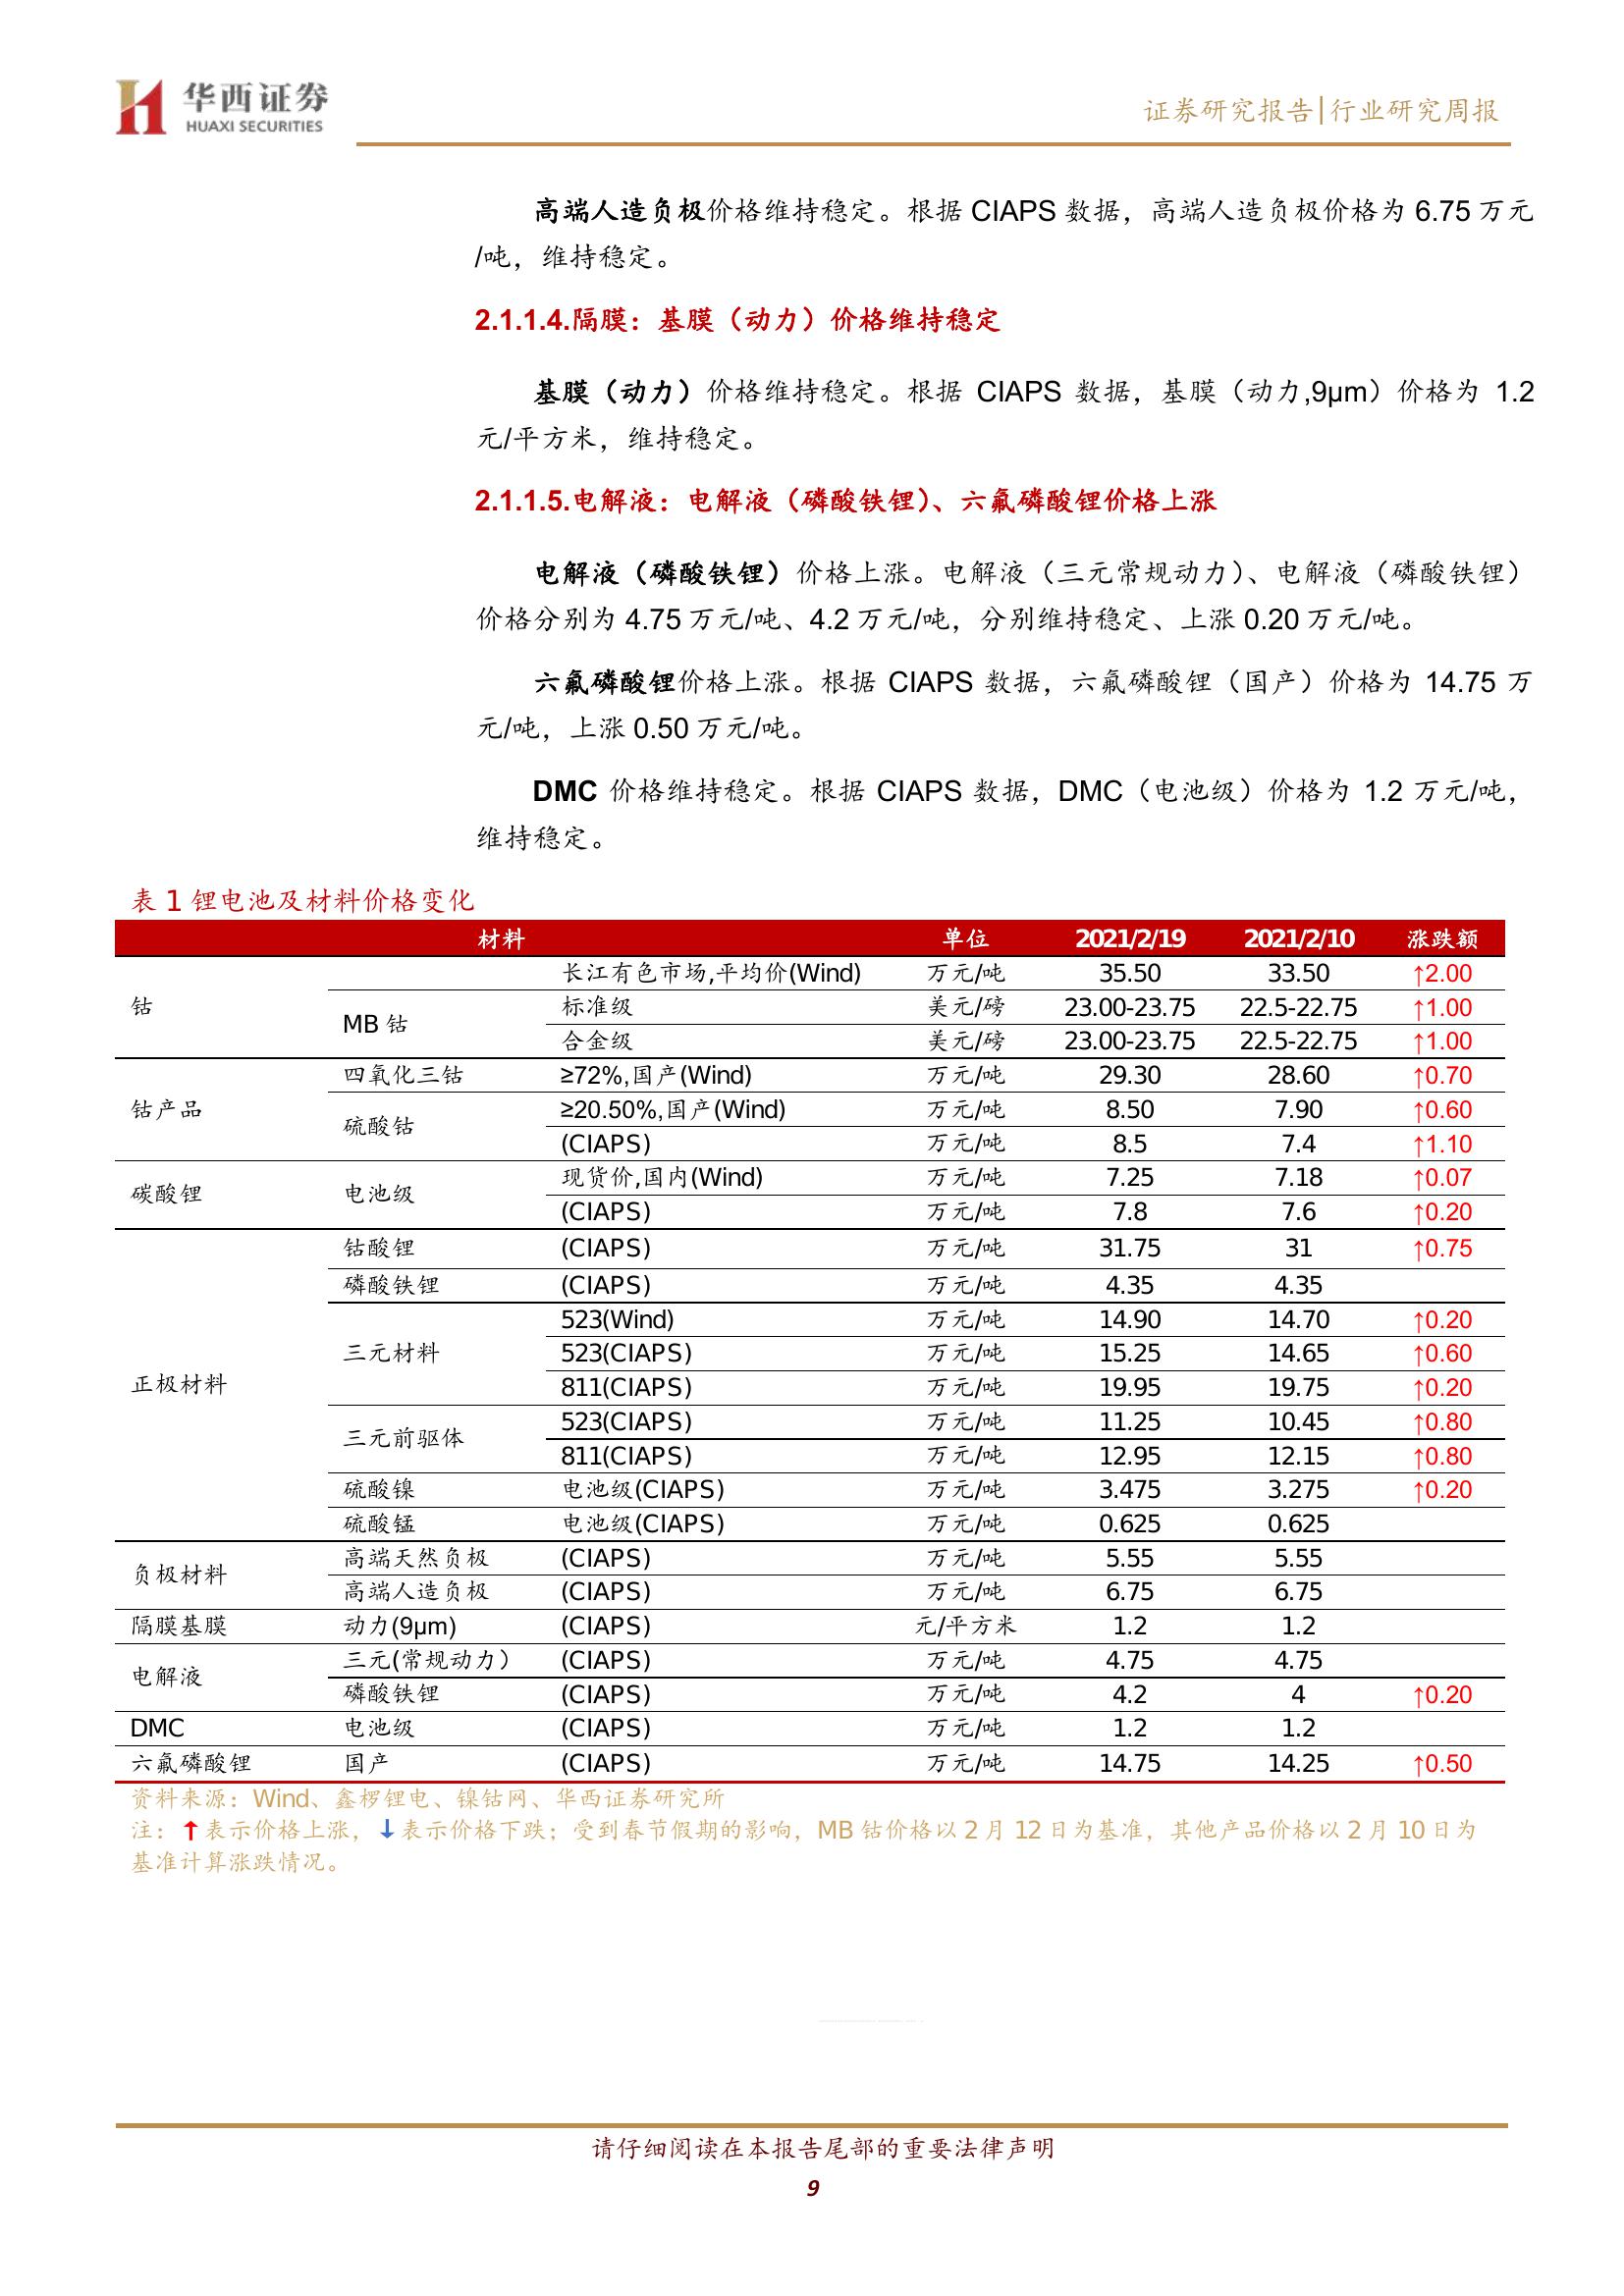 华西证券
HUAXI SECURITIES
证券研究报告|行业研究周报
高端人造负极价格维持稳定。根据 CIAPS 数据，高端人造负极价格为 6.75 万元
/吨，维持稳定。
2.1.1.4.隔膜：基膜（动力）价格维持稳定
基膜（动力）价格维持稳定。根据 CIAPS 数据，基膜（动力,9μm）价格为 1.2
元/平方米，维持稳定。
2.1.1.5.电解液：电解液（磷酸铁锂）、六氟磷酸锂价格上涨
电解液（磷酸铁锂）价格上涨。电解液（三元常规动力）、电解液（磷酸铁锂）
价格分别为 4.75 万元/吨、4.2 万元/吨，分别维持稳定、上涨 0.20 万元/吨。
六氟磷酸锂价格上涨。根据 CIAPS 数据，六氟磷酸锂（国产）价格为 14.75 万
元/吨，上涨 0.50 万元/吨。
DMC 价格维持稳定。根据 CIAPS 数据，DMC（电池级）价格为 1.2 万元/吨，
维持稳定。
表 1 锂电池及材料价格变化
材料 单位 2021/2/19 2021/2/10 涨跌额
钴 长江有色市场,平均价(Wind) 万元/吨 35.50 33.50 ↑2.00
MB 钴 标准级 美元/磅 23.00-23.75 22.5-22.75 ↑1.00
合金级 美元/磅 23.00-23.75 22.5-22.75 ↑1.00
钴产品 四氧化三钴 ≥72%,国产(Wind) 万元/吨 29.30 28.60 ↑0.70
硫酸钴 ≥20.50%,国产(Wind) 万元/吨 8.50 7.90 ↑0.60
(CIAPS) 万元/吨 8.5 7.4 ↑1.10
碳酸锂 电池级 现货价,国内(Wind) 万元/吨 7.25 7.18 ↑0.07
(CIAPS) 万元/吨 7.8 7.6 ↑0.20
正极材料 钴酸锂 (CIAPS) 万元/吨 31.75 31 ↑0.75
磷酸铁锂 (CIAPS) 万元/吨 4.35 4.35
三元材料 523(Wind) 万元/吨 14.90 14.70 ↑0.20
523(CIAPS) 万元/吨 15.25 14.65 ↑0.60
811(CIAPS) 万元/吨 19.95 19.75 ↑0.20
三元前驱体 523(CIAPS) 万元/吨 11.25 10.45 ↑0.80
811(CIAPS) 万元/吨 12.95 12.15 ↑0.80
硫酸镍 电池级(CIAPS) 万元/吨 3.475 3.275 ↑0.20
硫酸锰 电池级(CIAPS) 万元/吨 0.625 0.625
负极材料 高端天然负极 (CIAPS) 万元/吨 5.55 5.55
高端人造负极 (CIAPS) 万元/吨 6.75 6.75
隔膜基膜 动力(9μm) (CIAPS) 元/平方米 1.2 1.2
电解液 三元(常规动力） (CIAPS) 万元/吨 4.75 4.75
磷酸铁锂 (CIAPS) 万元/吨 4.2 4 ↑0.20
DMC 电池级 (CIAPS) 万元/吨 1.2 1.2
六氟磷酸锂 国产 (CIAPS) 万元/吨 14.75 14.25 ↑0.50
资料来源：Wind、鑫椤锂电、镍钴网、华西证券研究所
注：↑表示价格上涨，↓表示价格下跌；受到春节假期的影响，MB 钴价格以 2 月 12 日为基准，其他产品价格以 2 月 10 日为
基准计算涨跌情况。
请仔细阅读在本报告尾部的重要法律声明
9